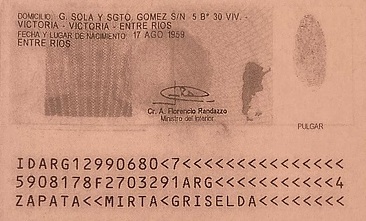 DOMICILIO: G. SOLA Y SGTO. GOMEZ S/N 5 B° 30 VIV. -
VICTORIA - VICTORIA - ENTRE RIOS
FECHA Y LUGAR DE NACIMIENTO: 17 AGO 1959
ENTRE RIOS
Cr. A. Florencio Randazzo
Ministro del Interior
PULGAR
IDARG12990680<7<<<<<<<<<<<<<<<
5908178F2703291ARG<<<<<<<<<<<4
ZAPATA<<MIRTA<GRISELDA<<<<<<<<